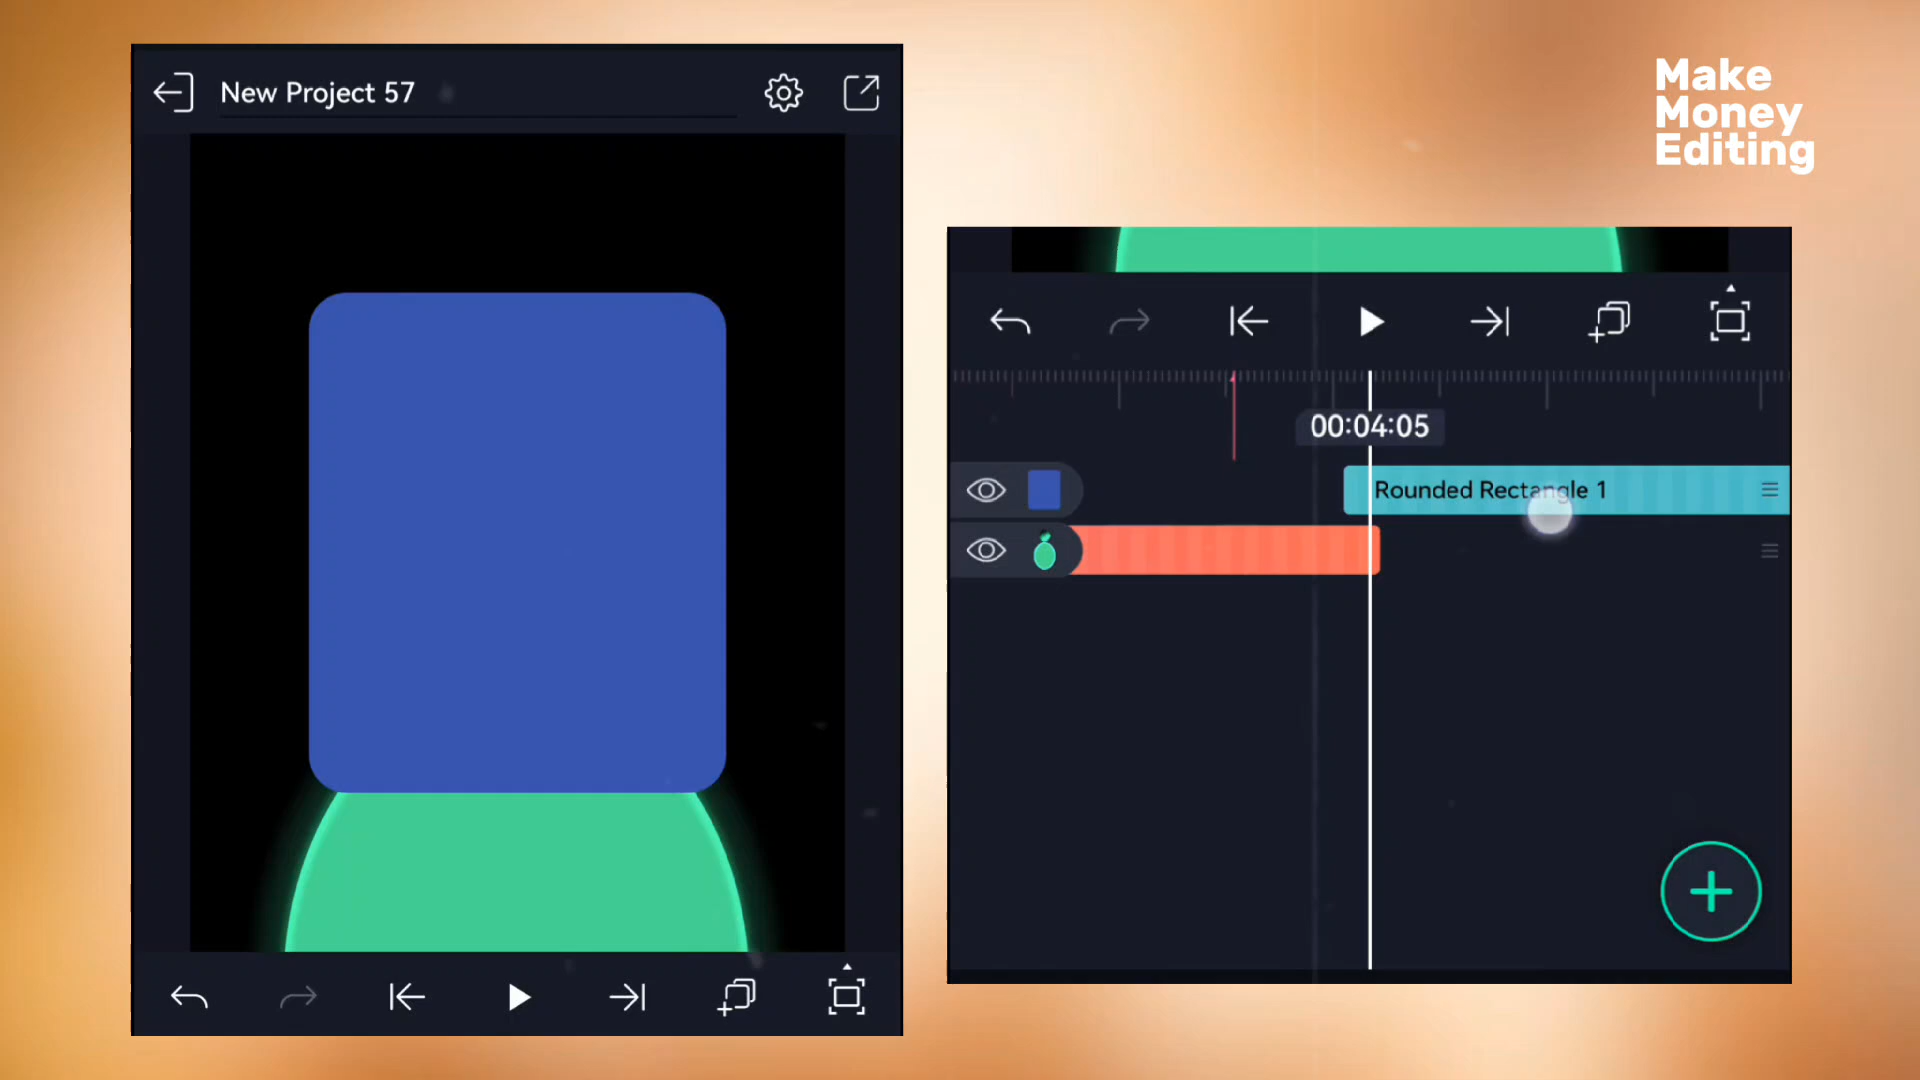 New Project 57
Make
Money
Editing
00:04:05
Rounded Rectangle 1